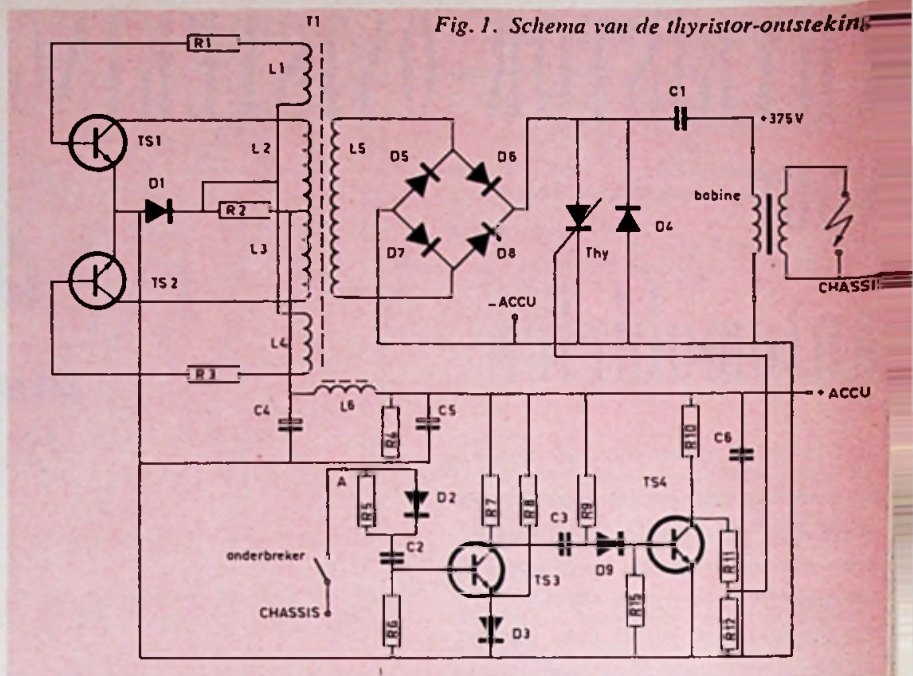 Fig. 1. Schema van de thyristor-ontsteking
T1
R1
L1
C1
+375V
TS1
L2
L5
D5
D6
D1
R2
bobine
L3
D7
D8
Thy
D4
TS2
CHASSIS
-ACCU
L4
R3
L6
+ ACCU
C4
R4
C5
R10
C6
A
R5
D2
R7
R8
C3
R9
TS4
onderbreker
C2
TS3
D9
R11
CHASSIS
R6
D3
R15
R12